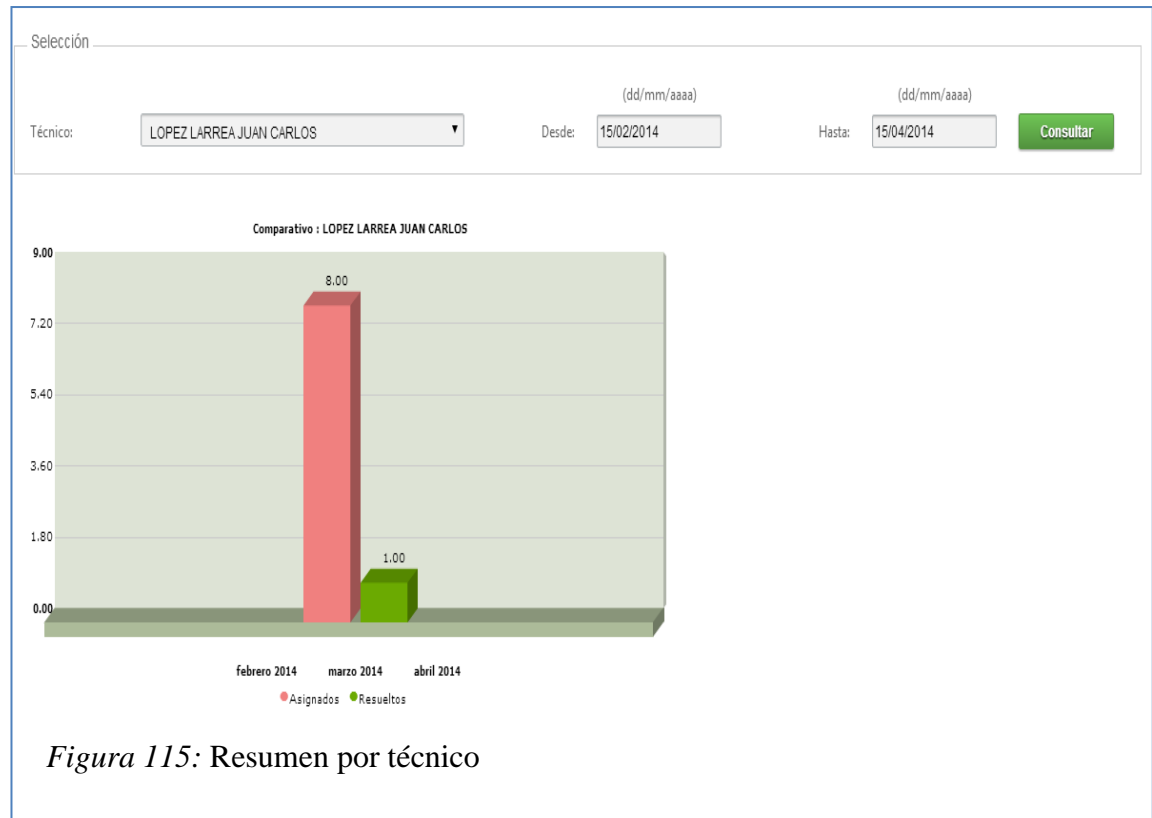 Selección
(dd/mm/aaaa) (dd/mm/aaaa)
Técnico: LOPEZ LARREA JUAN CARLOS Desde: 15/02/2014 Hasta: 15/04/2014 Consultar
Comparativo : LOPEZ LARREA JUAN CARLOS
9.00
8.00
7.20
5.40
3.60
1.80
1.00
0.00
febrero 2014 marzo 2014 abril 2014
Asignados Resueltos
Figura 115: Resumen por técnico